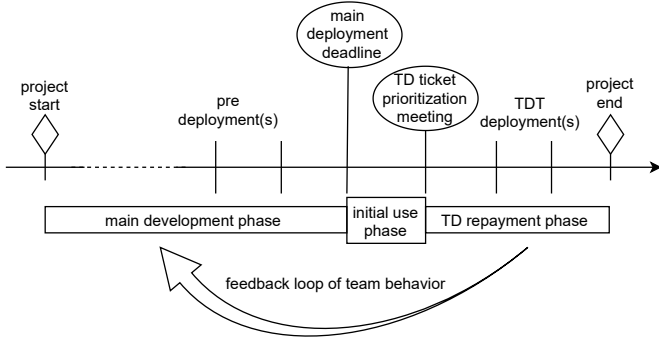 main
deployment
deadline
project
start
pre
deployment(s)
TD ticket
prioritization
meeting
TDT
deployment(s)
project
end
main development phase
initial use
phase
TD repayment phase
feedback loop of team behavior